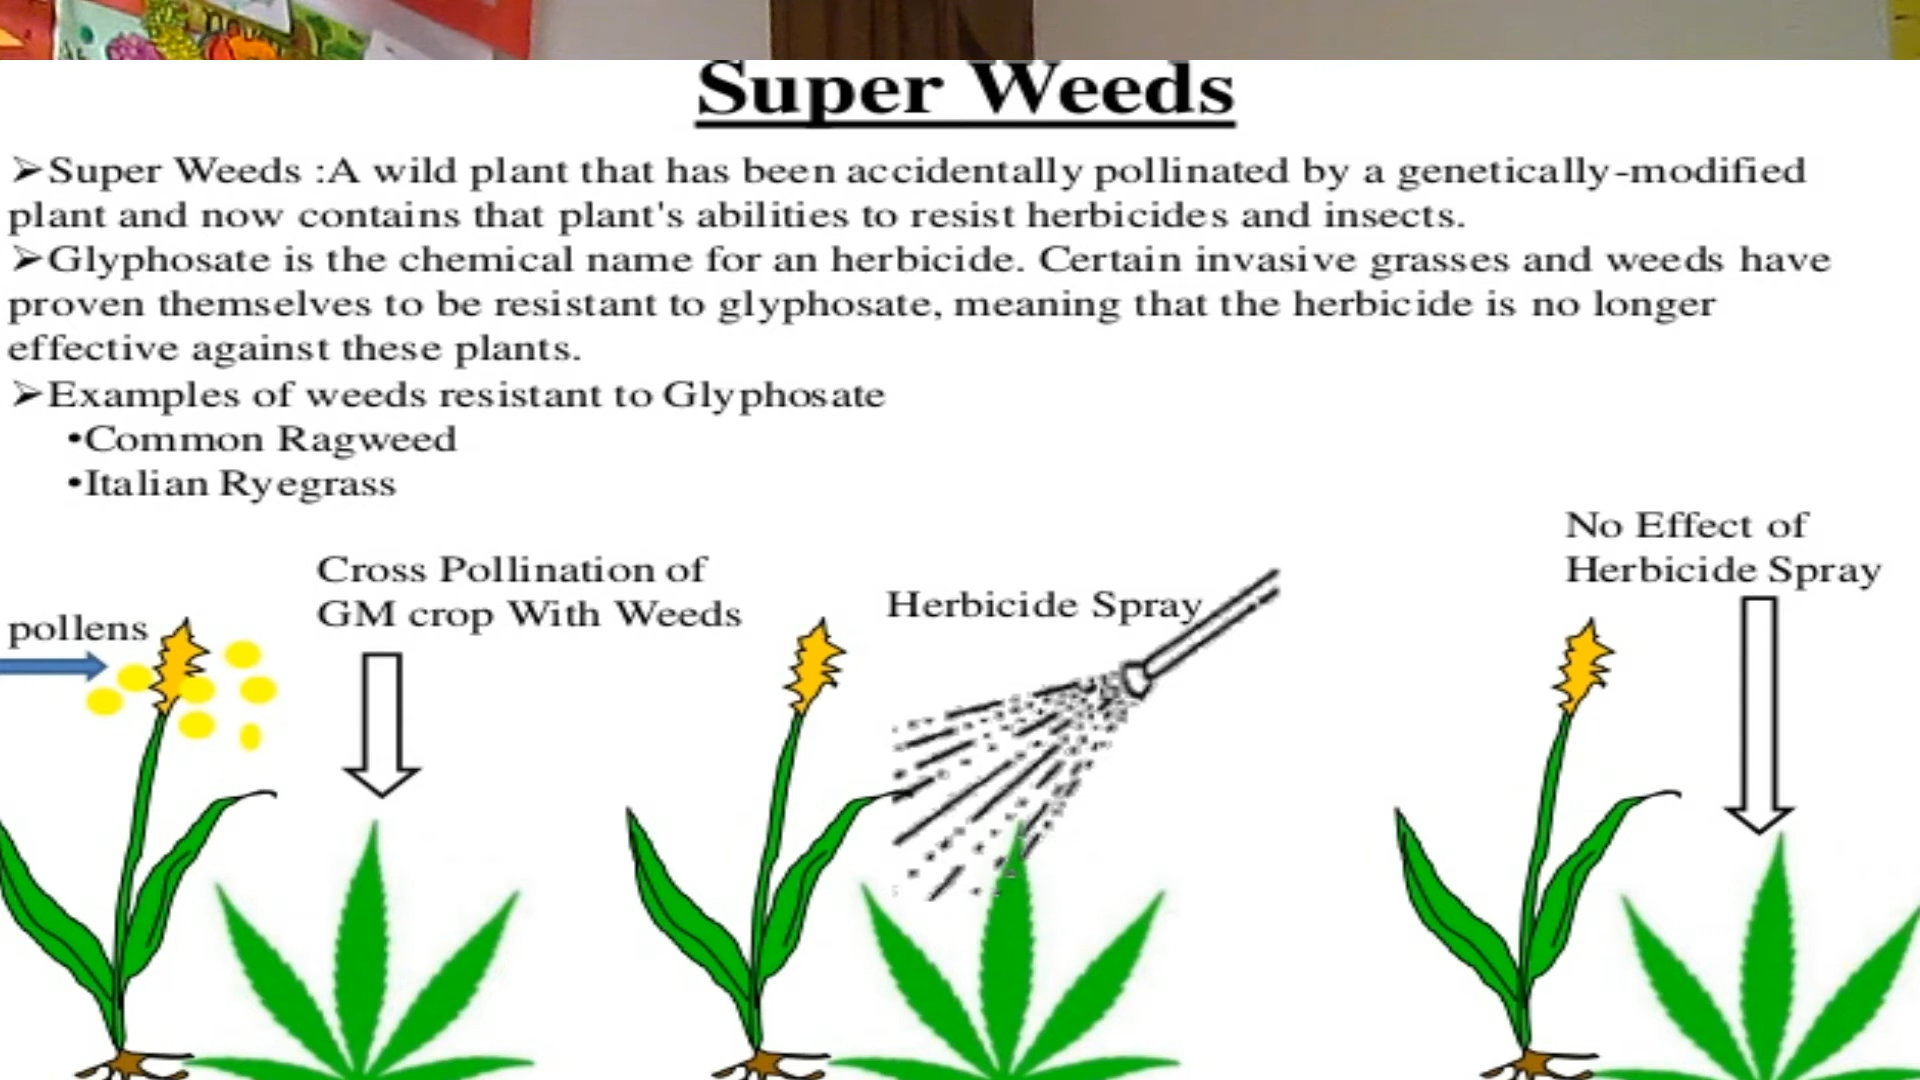 Super Weeds
➢Super Weeds :A wild plant that has been accidentally pollinated by a genetically-modified
plant and now contains that plant's abilities to resist herbicides and insects.
➢Glyphosate is the chemical name for an herbicide. Certain invasive grasses and weeds have
proven themselves to be resistant to glyphosate, meaning that the herbicide is no longer
effective against these plants.
➢Examples of weeds resistant to Glyphosate
•Common Ragweed
•Italian Ryegrass
pollens
Cross Pollination of
GM crop With Weeds
Herbicide Spray
No Effect of
Herbicide Spray